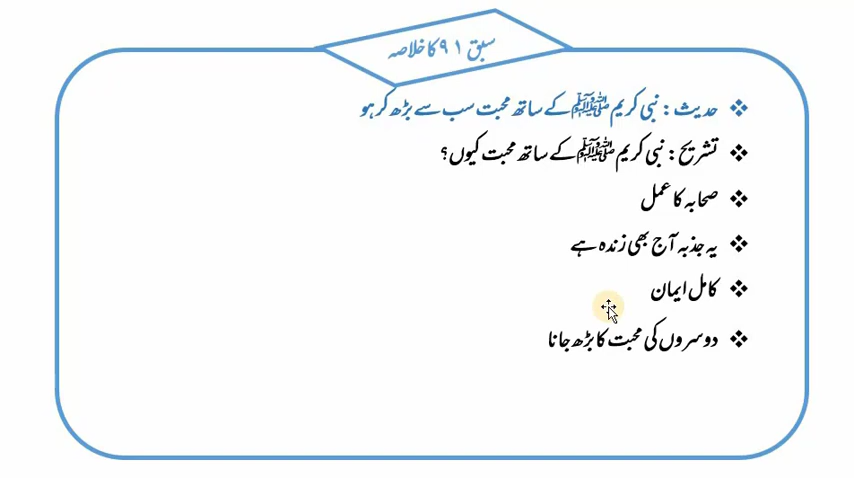 سبق ۹۱ کا خلاصہ
❖ حدیث: نبی کریم ﷺ کے ساتھ محبت سب سے بڑھ کر ہو
❖ تشریح: نبی کریم ﷺ کے ساتھ محبت کیوں؟
❖ صحابہ کا عمل
❖ یہ جذبہ آج بھی زندہ ہے
❖ کامل ایمان
❖ دوسروں کی محبت کا بڑھ جانا